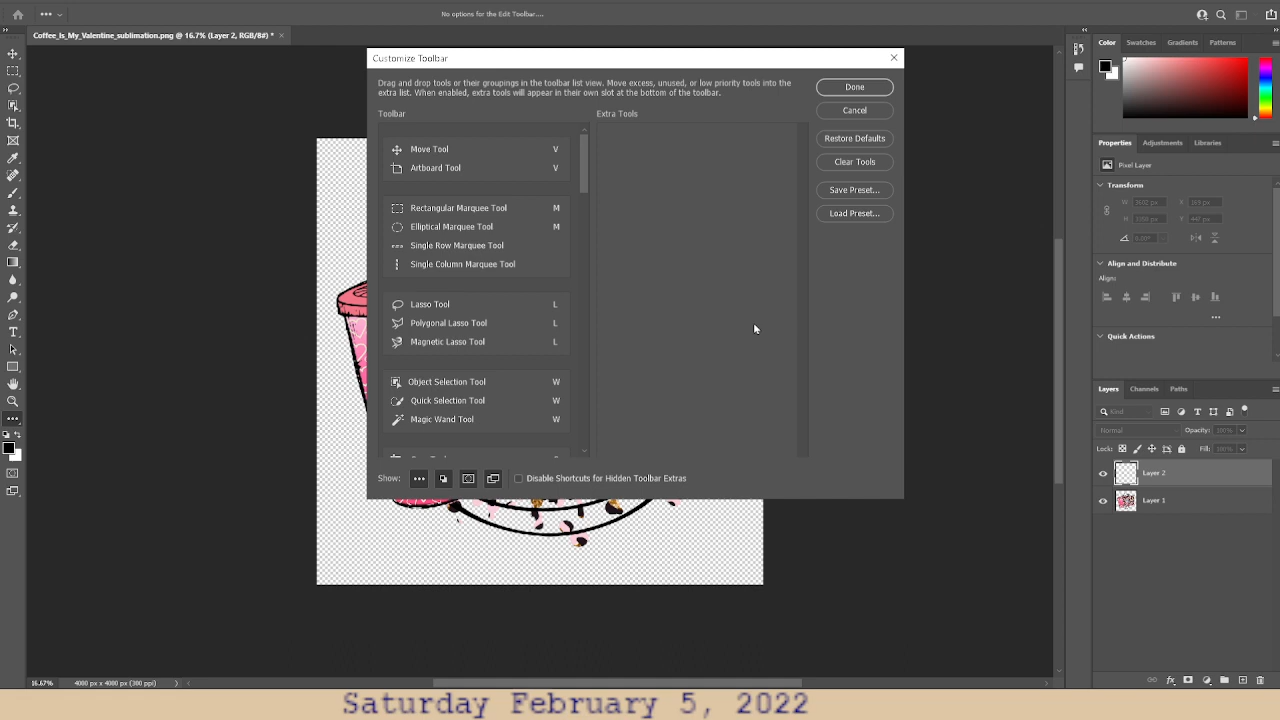 No options for the Edit Toolbar....
Coffee_Is_My_Valentine_sublimation.png @ 16.7% (Layer 2, RGB/8#) *
Customize Toolbar
Drag and drop tools or their groupings in the toolbar list view. Move excess, unused, or low priority tools into the
extra list. When enabled, extra tools will appear in their own slot at the bottom of the toolbar.
Toolbar
Extra Tools
Move Tool V
Artboard Tool V
Rectangular Marquee Tool M
Elliptical Marquee Tool M
Single Row Marquee Tool
Single Column Marquee Tool
Lasso Tool L
Polygonal Lasso Tool L
Magnetic Lasso Tool L
Object Selection Tool W
Quick Selection Tool W
Magic Wand Tool W
Show:
Disable Shortcuts for Hidden Toolbar Extras
Done
Cancel
Restore Defaults
Clear Tools
Save Preset...
Load Preset...
Color Swatches Gradients Patterns
Properties Adjustments Libraries
Pixel Layer
Transform
W:
H:
Align and Distribute
Align:
Quick Actions
Layers Channels Paths
Kind
Normal Opacity: 100%
Lock: Fill: 100%
Layer 2
Layer 1
16.67% 4000 px x 4000 px (300 ppi)
Saturday February 5, 2022